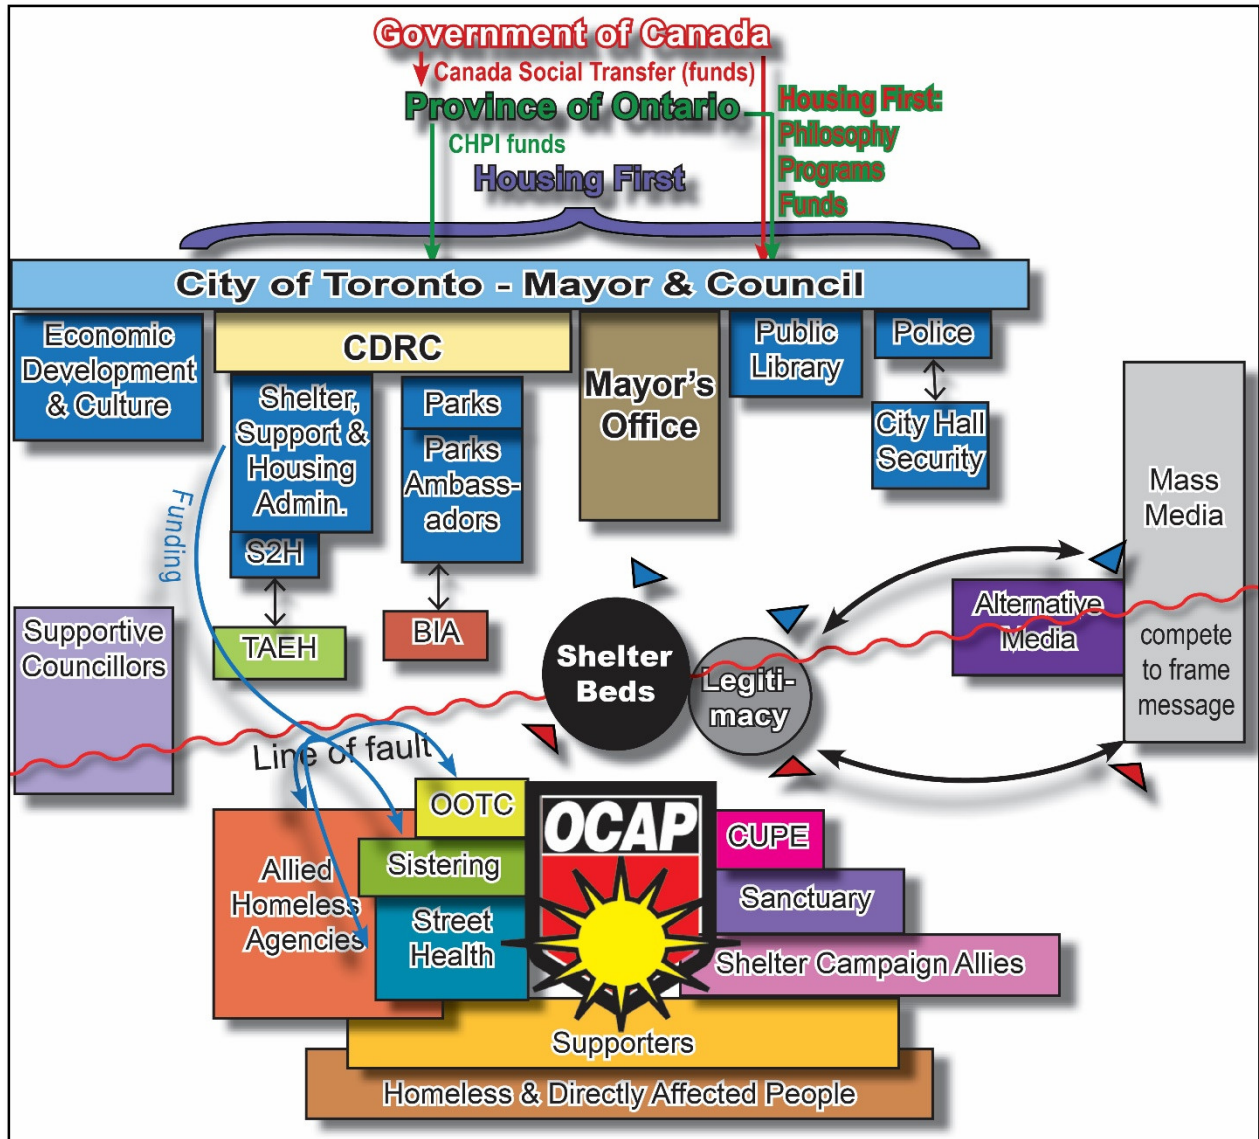 Government of Canada
Canada Social Transfer (funds)
Province of Ontario
CHPI funds
Housing First
Housing First:
Philosophy
Programs
Funds
City of Toronto - Mayor & Council
Economic
Development
& Culture
CDRC
Shelter,
Support &
Housing
Admin.
S2H
TAEH
Parks
Parks
Ambass-
adors
BIA
Mayor's
Office
Public
Library
Police
City Hall
Security
Mass
Media
compete
to frame
message
Alternative
Media
Funding
Supportive
Councillors
Shelter
Beds
Legiti-
macy
Line of fault
OOTC
Sistering
Allied
Homeless
Agencies
Street
Health
OCAP
CUPE
Sanctuary
Shelter Campaign Allies
Supporters
Homeless & Directly Affected People